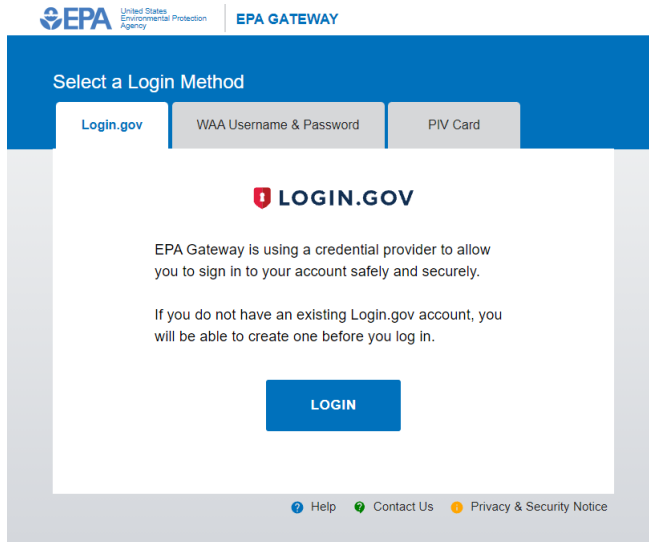 EPA
United States
Environmental Protection
Agency
EPA GATEWAY
Select a Login Method
Login.gov
WAA Username & Password
PIV Card
LOGIN.GOV
EPA Gateway is using a credential provider to allow
you to sign in to your account safely and securely.
If you do not have an existing Login.gov account, you
will be able to create one before you log in.
LOGIN
Help
Contact Us
Privacy & Security Notice